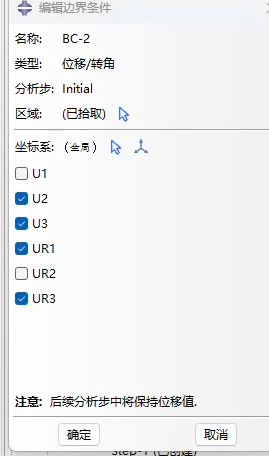 编辑边界条件
名称: BC-2
类型: 位移/转角
分析步: Initial
区域: (已拾取)
坐标系: (全局)
U1
U2
U3
UR1
UR2
UR3
注意: 后续分析步中将保持位移值.
确定 取消
Step-1 (已创建)